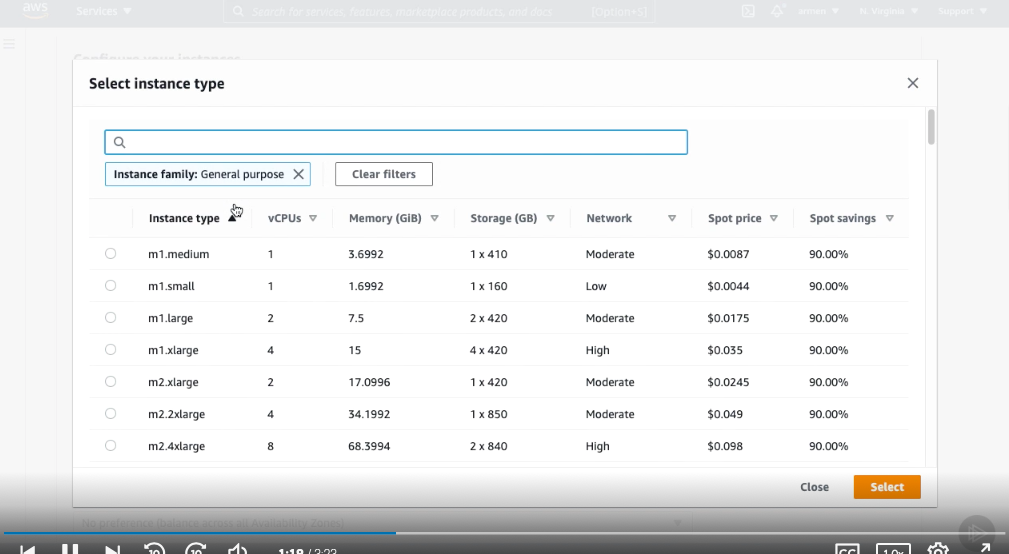 aws Services Search for services, features, marketplace products, and docs [Option+S] N. Virginia Support
Configure your instances
Select instance type
Instance family: General purpose Clear filters
Instance type vCPUs Memory (GiB) Storage (GB) Network Spot price Spot savings
m1.medium 1 3.6992 1 x 410 Moderate $0.0087 90.00%
m1.small 1 1.6992 1 x 160 Low $0.0044 90.00%
m1.large 2 7.5 2 x 420 Moderate $0.0175 90.00%
m1.xlarge 4 15 4 x 420 High $0.035 90.00%
m2.xlarge 2 17.0996 1 x 420 Moderate $0.0245 90.00%
m2.2xlarge 4 34.1992 1 x 850 Moderate $0.049 90.00%
m2.4xlarge 8 68.3994 2 x 840 High $0.098 90.00%
Close Select
No preference (balance across all Availability Zones)
10 10 1:18 / 3:23 CC 1.0x